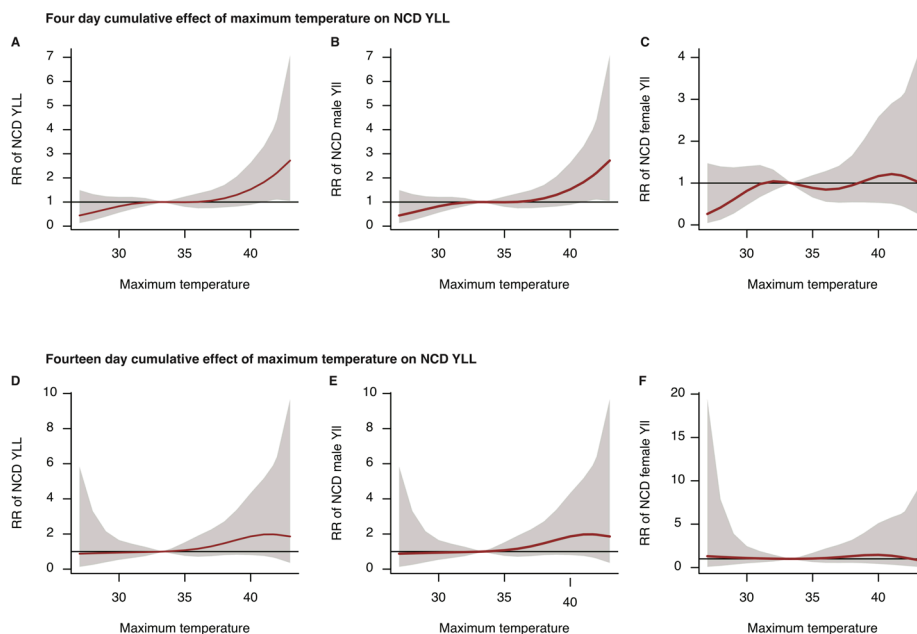 Four day cumulative effect of maximum temperature on NCD YLL
A
RR of NCD YLL
7
6
5
4
3
2
1
0
30
35
40
Maximum temperature
B
RR of NCD male Yll
7
6
5
4
3
2
1
0
30
35
40
Maximum temperature
C
RR of NCD female Yll
4
3
2
1
0
30
35
40
Maximum temperature
Fourteen day cumulative effect of maximum temperature on NCD YLL
D
RR of NCD YLL
10
8
6
4
2
0
30
35
40
Maximum temperature
E
RR of NCD male Yll
10
8
6
4
2
0
30
35
40
Maximum temperature
F
RR of NCD female Yll
20
15
10
5
0
30
35
40
Maximum temperature